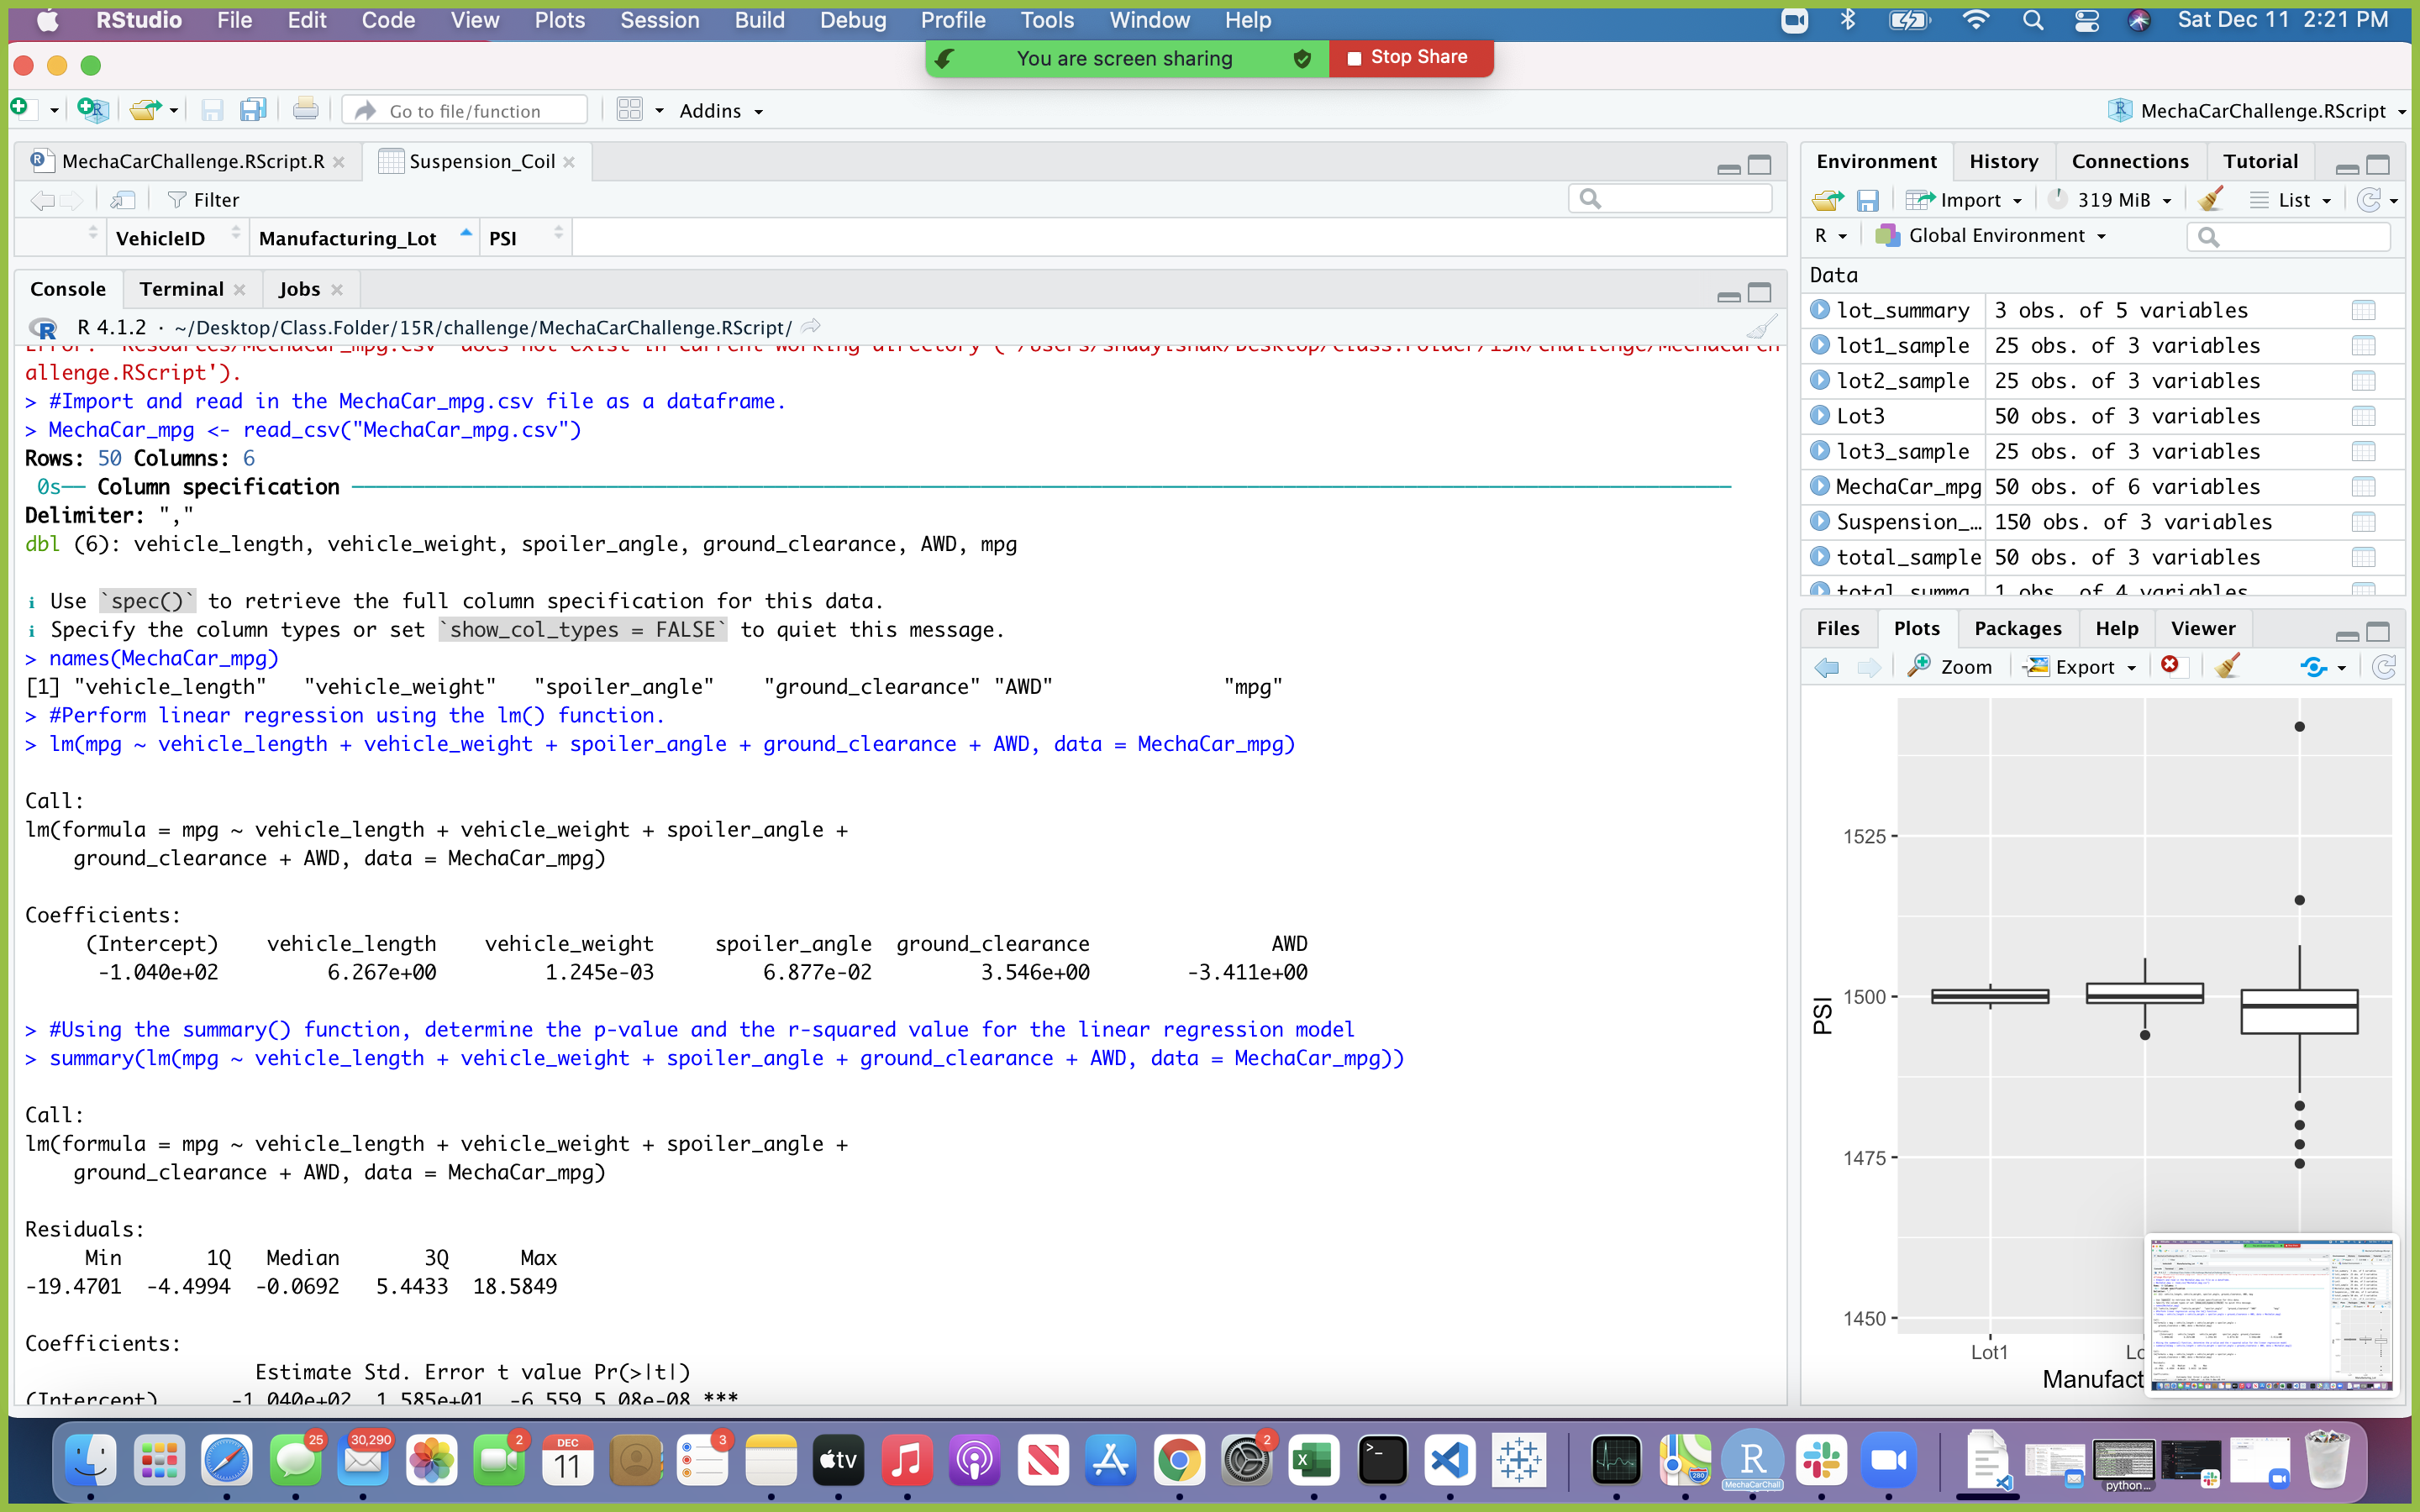 RStudio File Edit Code View Plots Session Build Debug Profile Tools Window Help Sat Dec 11 2:21 PM
You are screen sharing Stop Share
Go to file/function Addins MechaCarChallenge.RScript
MechaCarChallenge.RScript.R Suspension_Coil
Filter
VehicleID Manufacturing_Lot PSI
Console Terminal Jobs
R 4.1.2 · ~/Desktop/Class.Folder/15R/challenge/MechaCarChallenge.RScript/
allenge.RScript').
> #Import and read in the MechaCar_mpg.csv file as a dataframe.
> MechaCar_mpg <- read_csv("MechaCar_mpg.csv")
Rows: 50 Columns: 6
0s── Column specification
Delimiter: ","
dbl (6): vehicle_length, vehicle_weight, spoiler_angle, ground_clearance, AWD, mpg
i Use `spec()` to retrieve the full column specification for this data.
i Specify the column types or set `show_col_types = FALSE` to quiet this message.
> names(MechaCar_mpg)
[1] "vehicle_length" "vehicle_weight" "spoiler_angle" "ground_clearance" "AWD" "mpg"
> #Perform linear regression using the lm() function.
> lm(mpg ~ vehicle_length + vehicle_weight + spoiler_angle + ground_clearance + AWD, data = MechaCar_mpg)
Call:
lm(formula = mpg ~ vehicle_length + vehicle_weight + spoiler_angle +
ground_clearance + AWD, data = MechaCar_mpg)
Coefficients:
(Intercept) vehicle_length vehicle_weight spoiler_angle ground_clearance AWD
-1.040e+02 6.267e+00 1.245e-03 6.877e-02 3.546e+00 -3.411e+00
> #Using the summary() function, determine the p-value and the r-squared value for the linear regression model
> summary(lm(mpg ~ vehicle_length + vehicle_weight + spoiler_angle + ground_clearance + AWD, data = MechaCar_mpg))
Call:
lm(formula = mpg ~ vehicle_length + vehicle_weight + spoiler_angle +
ground_clearance + AWD, data = MechaCar_mpg)
Residuals:
Min 1Q Median 3Q Max
-19.4701 -4.4994 -0.0692 5.4433 18.5849
Coefficients:
Estimate Std. Error t value Pr(>|t|)
(Intercept) -1.040e+02 1.585e+01 -6.559 5.08e-08 ***
Environment History Connections Tutorial
Import 319 MiB List
R Global Environment
Data
lot_summary 3 obs. of 5 variables
lot1_sample 25 obs. of 3 variables
lot2_sample 25 obs. of 3 variables
Lot3 50 obs. of 3 variables
lot3_sample 25 obs. of 3 variables
MechaCar_mpg 50 obs. of 6 variables
Suspension_… 150 obs. of 3 variables
total_sample 50 obs. of 3 variables
total_summa 1 obs. of 4 variables
Files Plots Packages Help Viewer
Zoom Export
1525
1500
1475
1450
PSI
Lot1 Lo
Manufact
25 30,290 2 DEC 11 3 tv 2 X >_ 280 R
MechaCarChall
python...